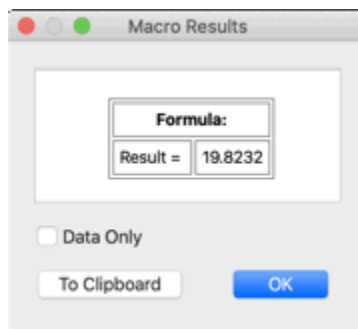 Macro Results
Formula:
Result = 19.8232
Data Only
To Clipboard OK